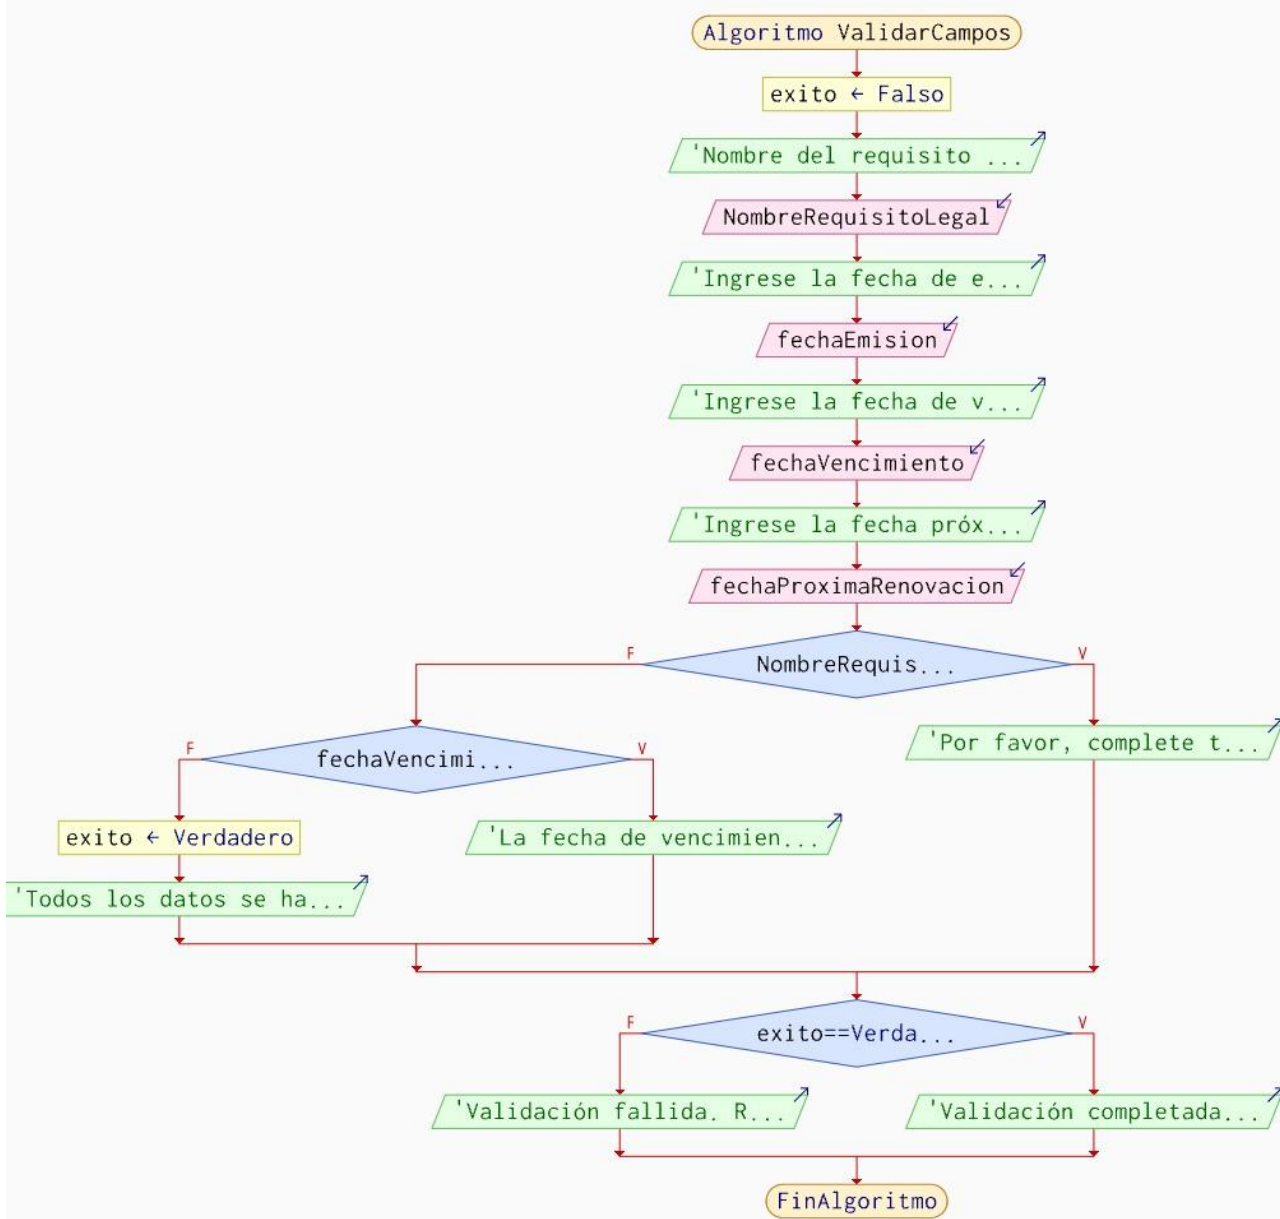 Algoritmo ValidarCampos
exito ← Falso
'Nombre del requisito ...
NombreRequisitoLegal
'Ingrese la fecha de e...
fechaEmision
'Ingrese la fecha de v...
fechaVencimiento
'Ingrese la fecha próx...
fechaProximaRenovacion
F
NombreRequis...
V
F
fechaVencimi...
V
'Por favor, complete t...
exito ← Verdadero
'La fecha de vencimien...
'Todos los datos se ha...
F
exito==Verda...
V
'Validación fallida. R...
'Validación completada...
FinAlgoritmo